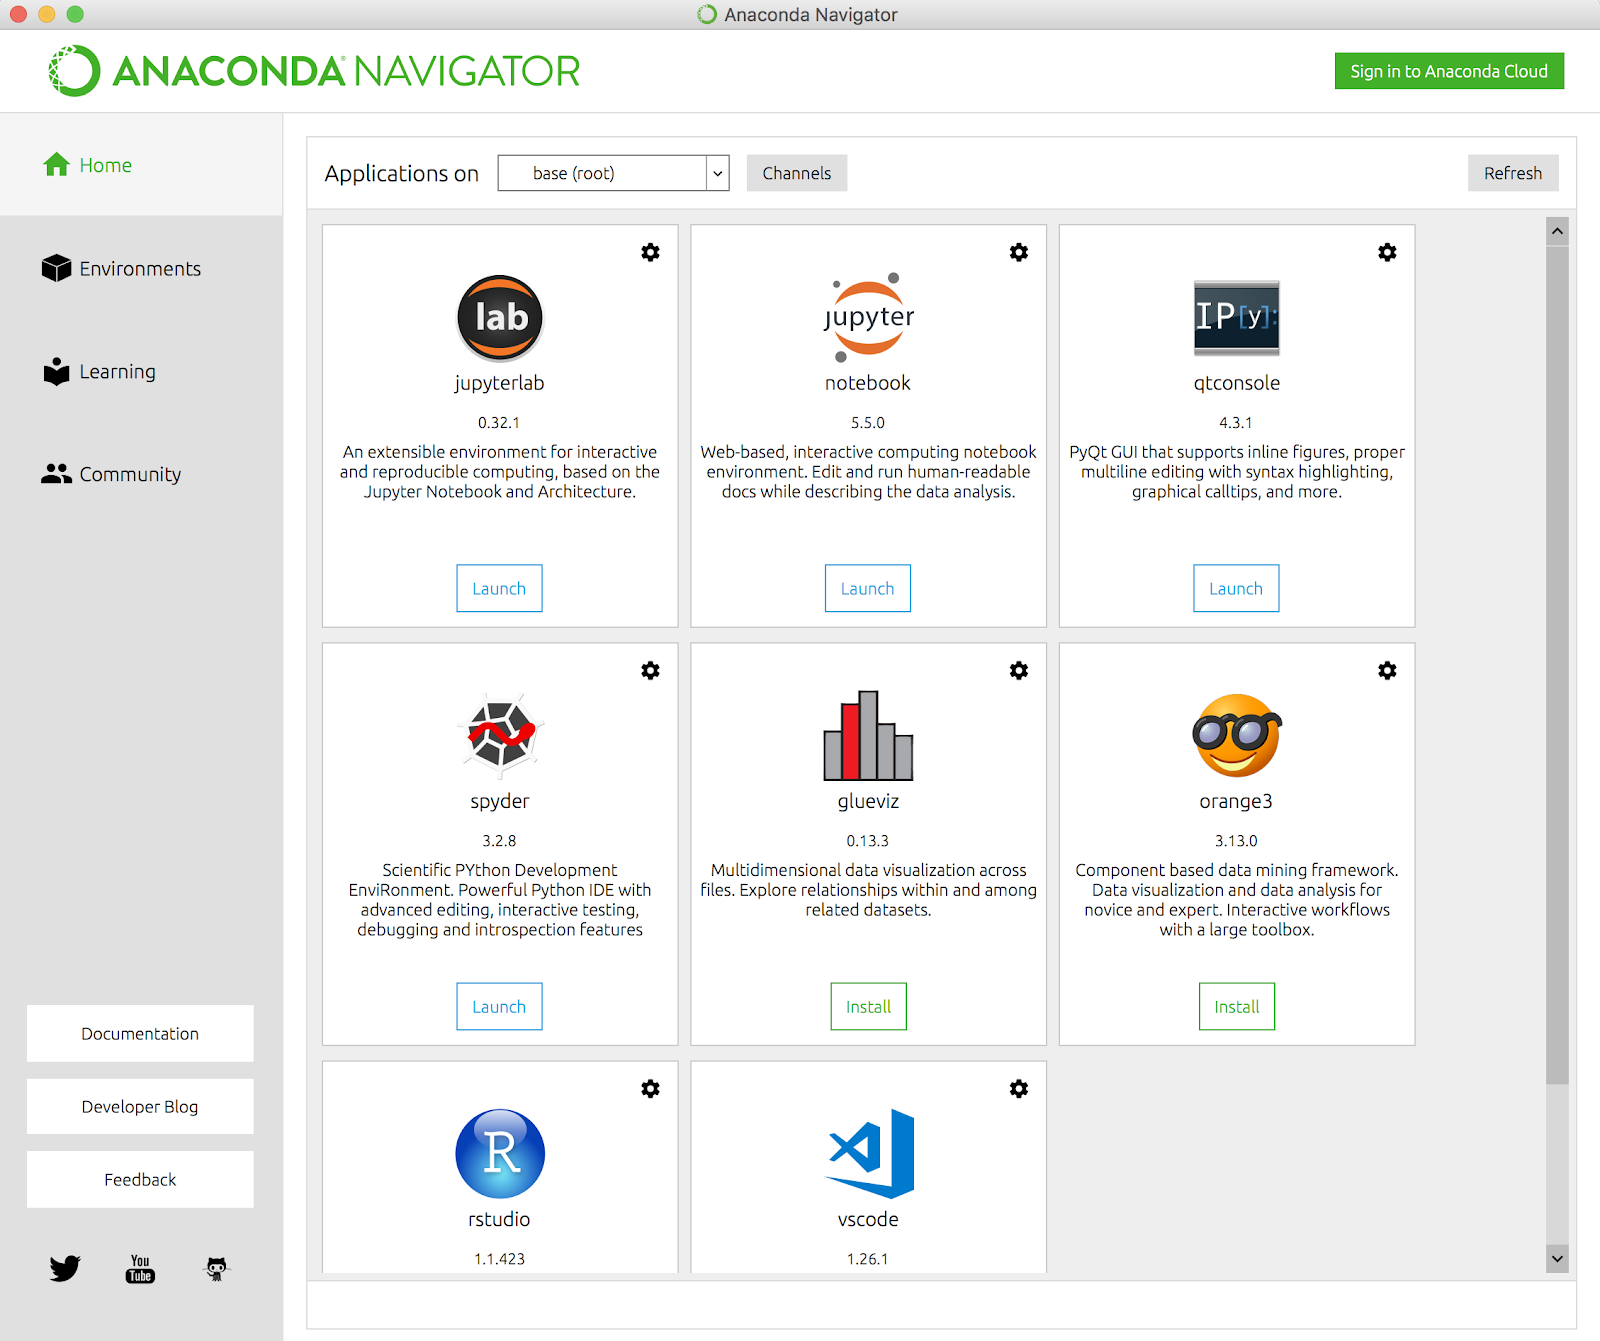 Anaconda Navigator
ANACONDA® NAVIGATOR
Sign in to Anaconda Cloud
Home
Environments
Learning
Community
Documentation
Developer Blog
Feedback
You
Tube
Applications on
base (root)
Channels
Refresh
lab
jupyterlab
0.32.1
An extensible environment for interactive
and reproducible computing, based on the
Jupyter Notebook and Architecture.
Launch
jupyter
notebook
5.5.0
Web-based, interactive computing notebook
environment. Edit and run human-readable
docs while describing the data analysis.
Launch
IP[y]:
qtconsole
4.3.1
PyQt GUI that supports inline figures, proper
multiline editing with syntax highlighting,
graphical calltips, and more.
Launch
spyder
3.2.8
Scientific PYthon Development
EnviRonment. Powerful Python IDE with
advanced editing, interactive testing,
debugging and introspection features
Launch
glueviz
0.13.3
Multidimensional data visualization across
files. Explore relationships within and among
related datasets.
Install
orange3
3.13.0
Component based data mining framework.
Data visualization and data analysis for
novice and expert. Interactive workflows
with a large toolbox.
Install
R
rstudio
1.1.423
vscode
1.26.1